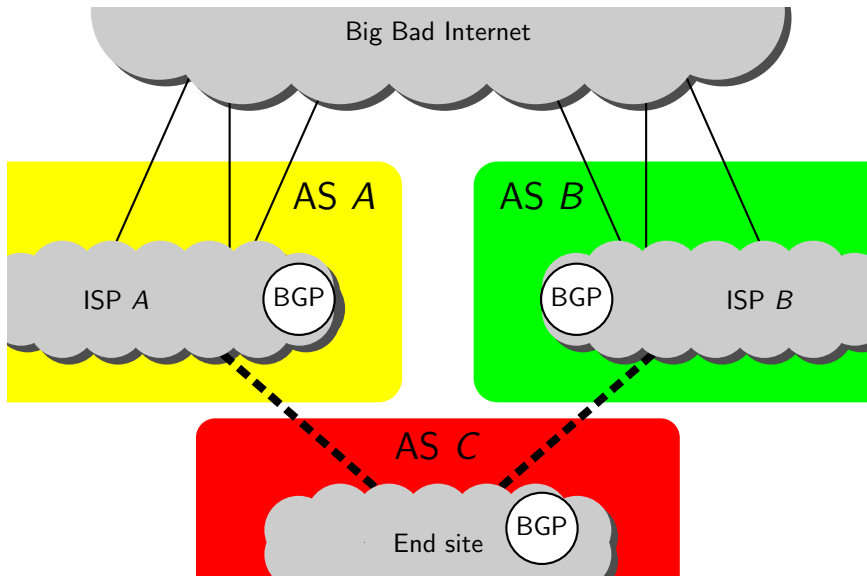 Big Bad Internet
AS A
AS B
ISP A
BGP
BGP
ISP B
AS C
BGP
End site